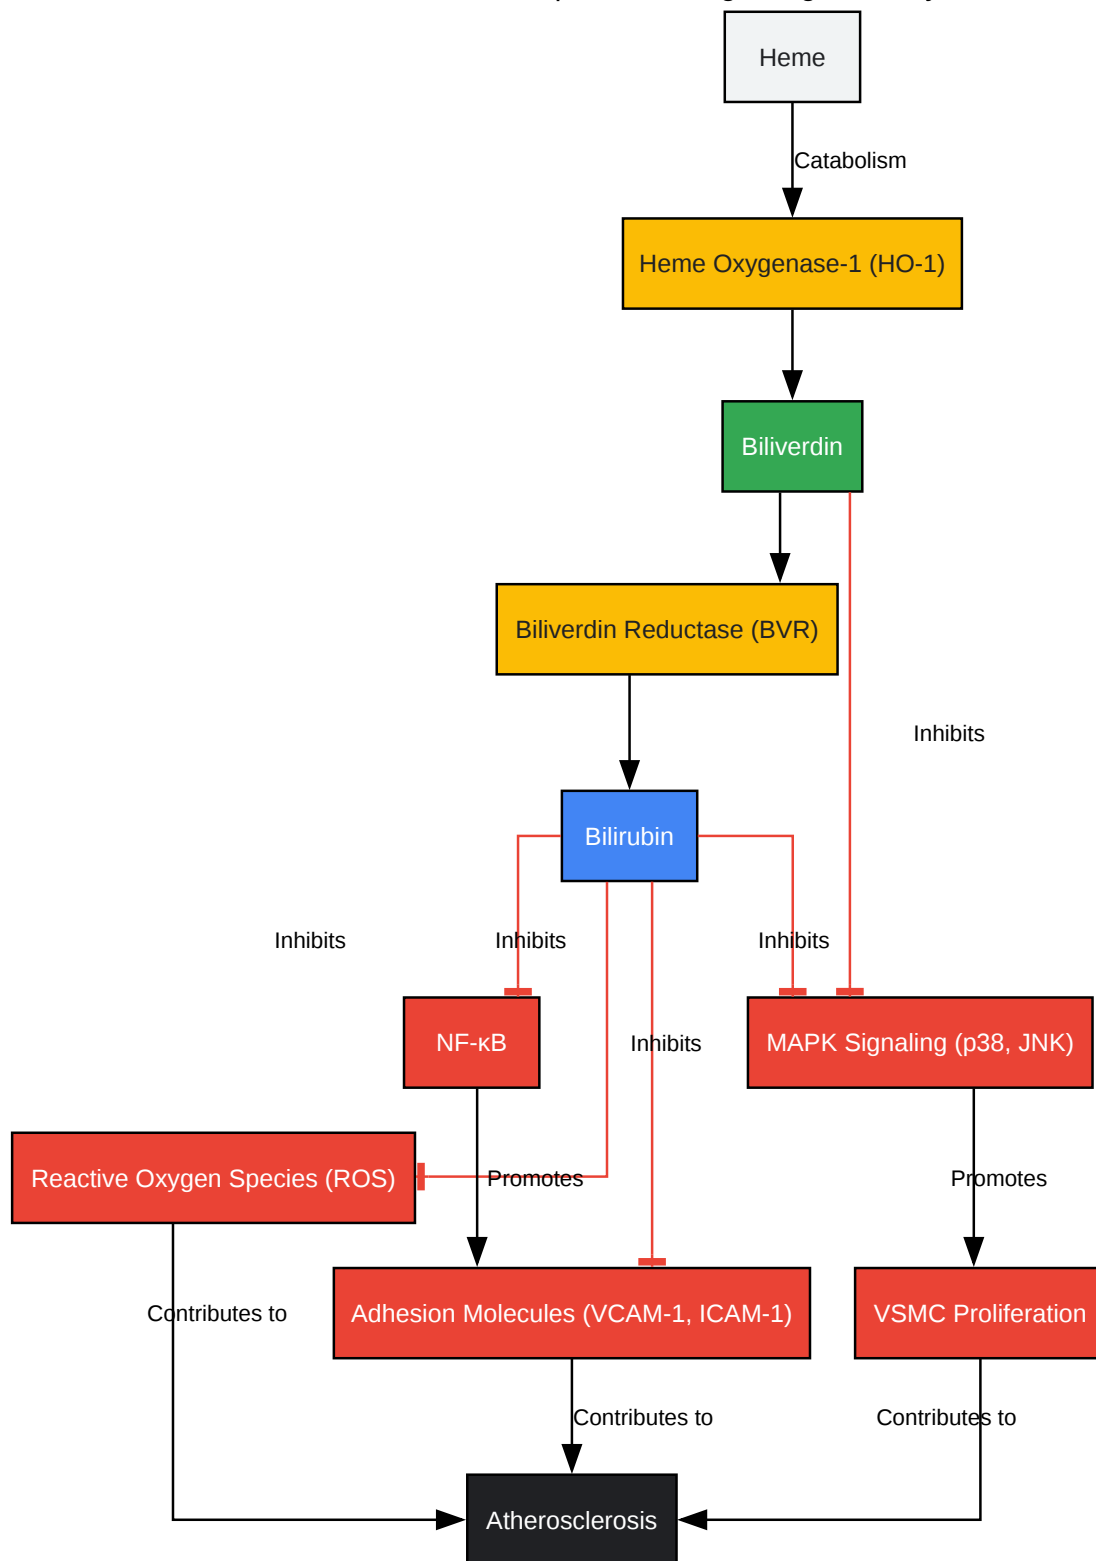 Heme
Catabolism
Heme Oxygenase-1 (HO-1)
Biliverdin
Biliverdin Reductase (BVR)
Inhibits
Bilirubin
Inhibits
Inhibits
Inhibits
NF-κB
Inhibits
MAPK Signaling (p38, JNK)
Reactive Oxygen Species (ROS)
Promotes
Promotes
Contributes to
Adhesion Molecules (VCAM-1, ICAM-1)
VSMC Proliferation
Contributes to
Contributes to
Atherosclerosis